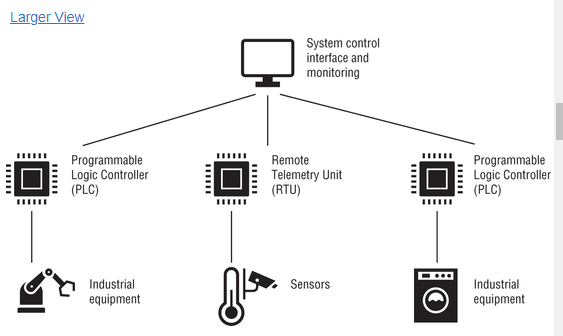 Larger View
System control
interface and
monitoring
Programmable
Logic Controller
(PLC)
Remote
Telemetry Unit
(RTU)
Programmable
Logic Controller
(PLC)
Industrial
equipment
Sensors
Industrial
equipment